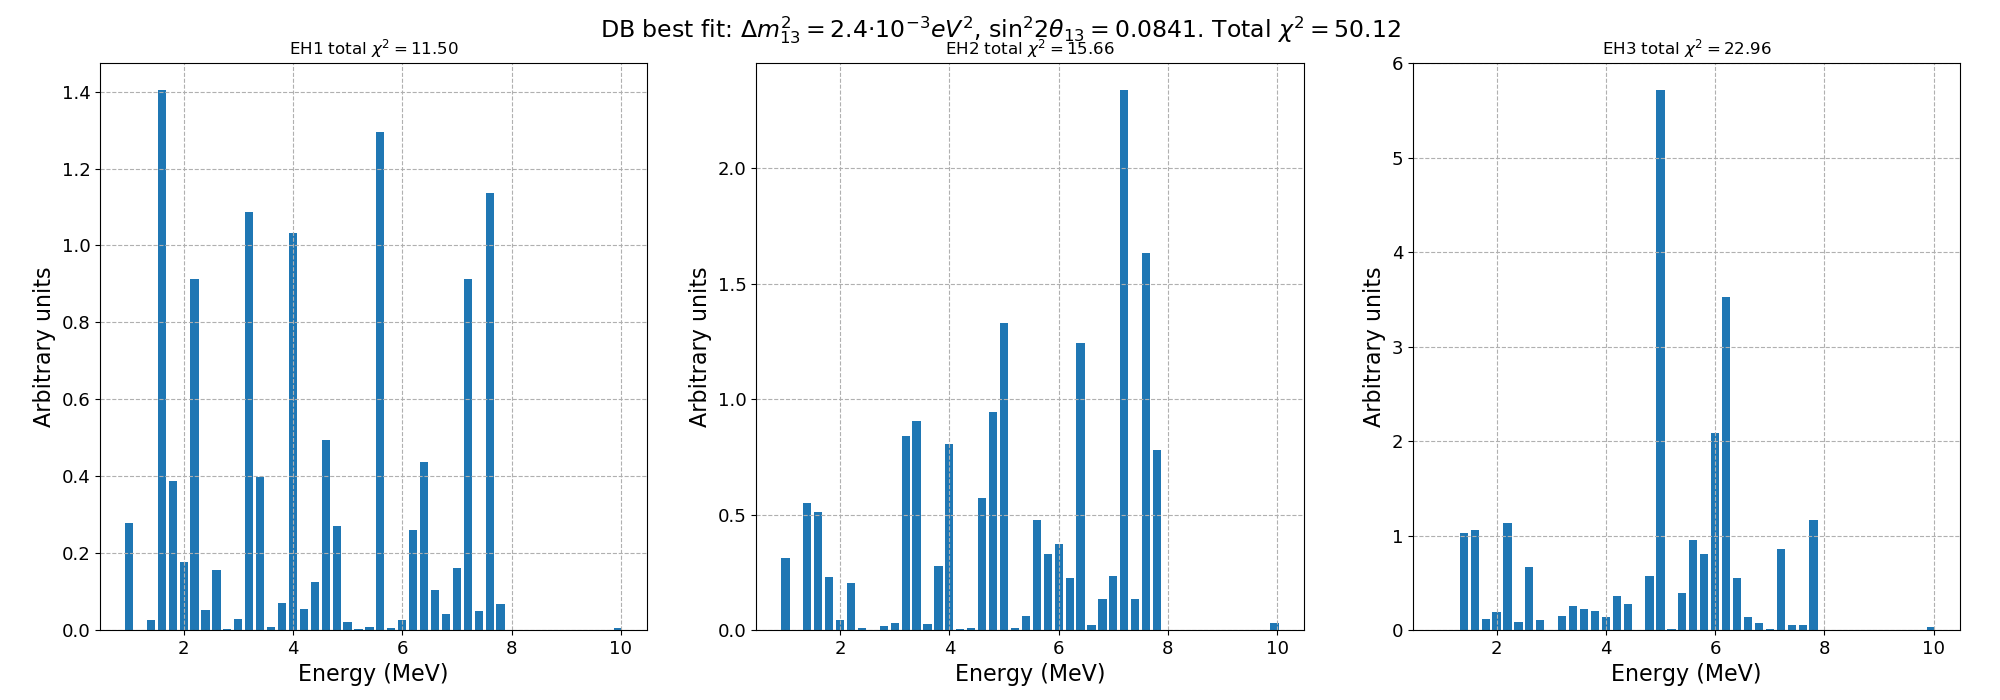 DB best fit: Δm²₁₃ = 2.4·10⁻³eV², sin²2θ₁₃ = 0.0841. Total χ² = 50.12
EH1 total χ² = 11.50
1.4
1.2
1.0
0.8
0.6
0.4
0.2
0.0
2 4 6 8 10
Arbitrary units
Energy (MeV)
EH2 total χ² = 15.66
2.0
1.5
1.0
0.5
0.0
2 4 6 8 10
Arbitrary units
Energy (MeV)
EH3 total χ² = 22.96
6
5
4
3
2
1
0
2 4 6 8 10
Arbitrary units
Energy (MeV)